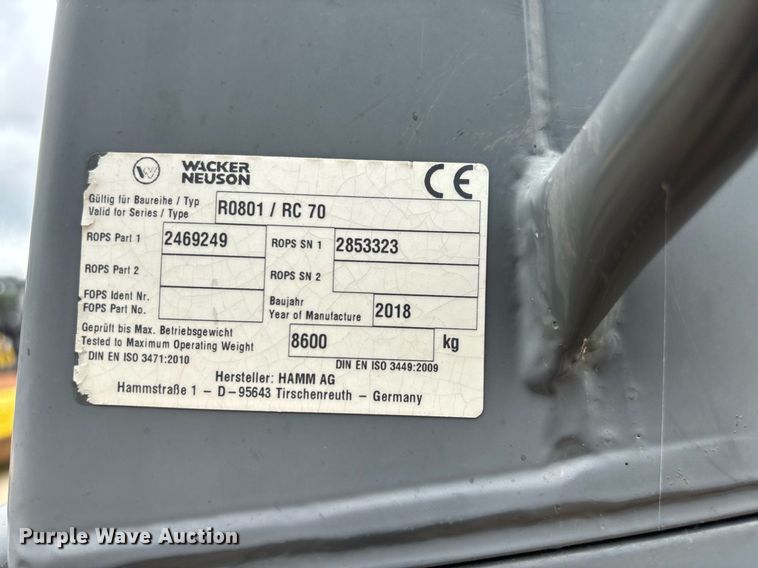 WACKER
NEUSON
CE
Gültig für Baureihe / Typ
Valid for Series / Type
R0801 / RC 70
ROPS Part 1 2469249 ROPS SN 1 2853323
ROPS Part 2 ROPS SN 2
FOPS Ident Nr.
FOPS Part No.
Baujahr
Year of Manufacture 2018
Geprüft bis Max. Betriebsgewicht
Tested to Maximum Operating Weight
8600 kg
DIN EN ISO 3471:2010 DIN EN ISO 3449:2009
Hersteller: HAMM AG
Hammstraße 1 – D–95643 Tirschenreuth – Germany
Purple Wave Auction